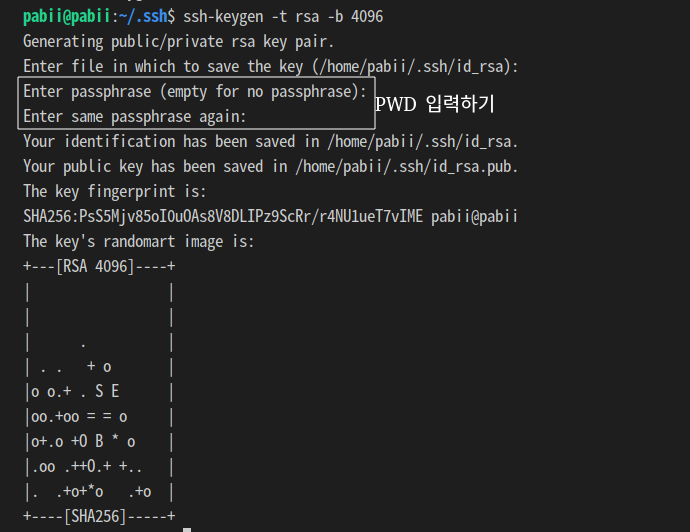 pabii@pabii:~/.ssh$ ssh-keygen -t rsa -b 4096
Generating public/private rsa key pair.
Enter file in which to save the key (/home/pabii/.ssh/id_rsa):
Enter passphrase (empty for no passphrase): PWD 입력하기
Enter same passphrase again:
Your identification has been saved in /home/pabii/.ssh/id_rsa.
Your public key has been saved in /home/pabii/.ssh/id_rsa.pub.
The key fingerprint is:
SHA256:PsS5Mjv85oI0uOAs8V8DLIPz9ScRr/r4NU1ueT7vIME pabii@pabii
The key's randomart image is:
+---[RSA 4096]----+
|                 |
|                 |
|      .          |
| . .   + o       |
|o o.+ . S E      |
|oo.+oo = = o     |
|o+.o +O B * o    |
|.oo .++O.+ +..   |
|.  .+o+*o   .+o  |
+----[SHA256]-----+